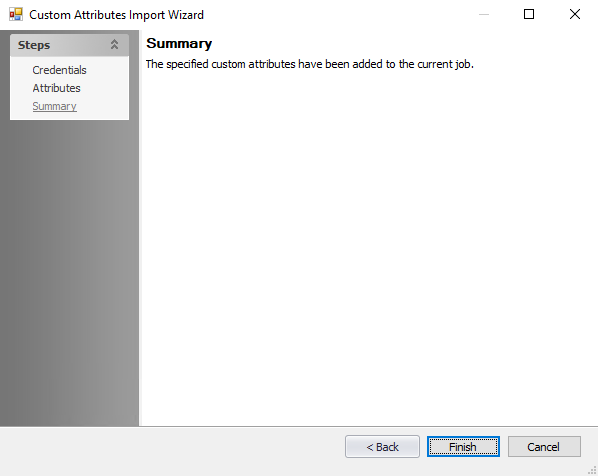 Custom Attributes Import Wizard
Steps
Credentials
Attributes
Summary
Summary
The specified custom attributes have been added to the current job.
< Back
Finish
Cancel